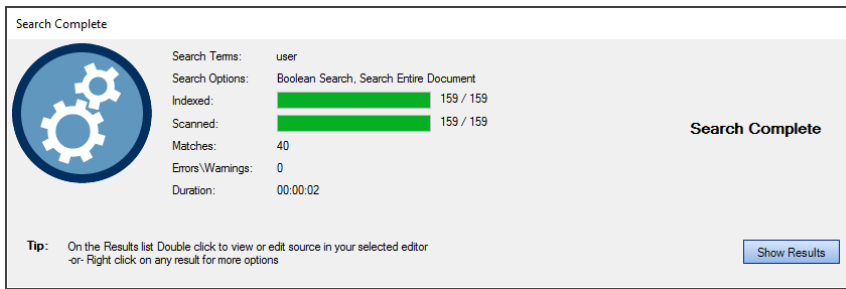 Search Complete
Search Terms: user
Search Options: Boolean Search, Search Entire Document
Indexed: 159 / 159
Scanned: 159 / 159
Matches: 40
Errors\Warnings: 0
Duration: 00:00:02
Search Complete
Tip: On the Results list Double click to view or edit source in your selected editor
-or- Right click on any result for more options
Show Results